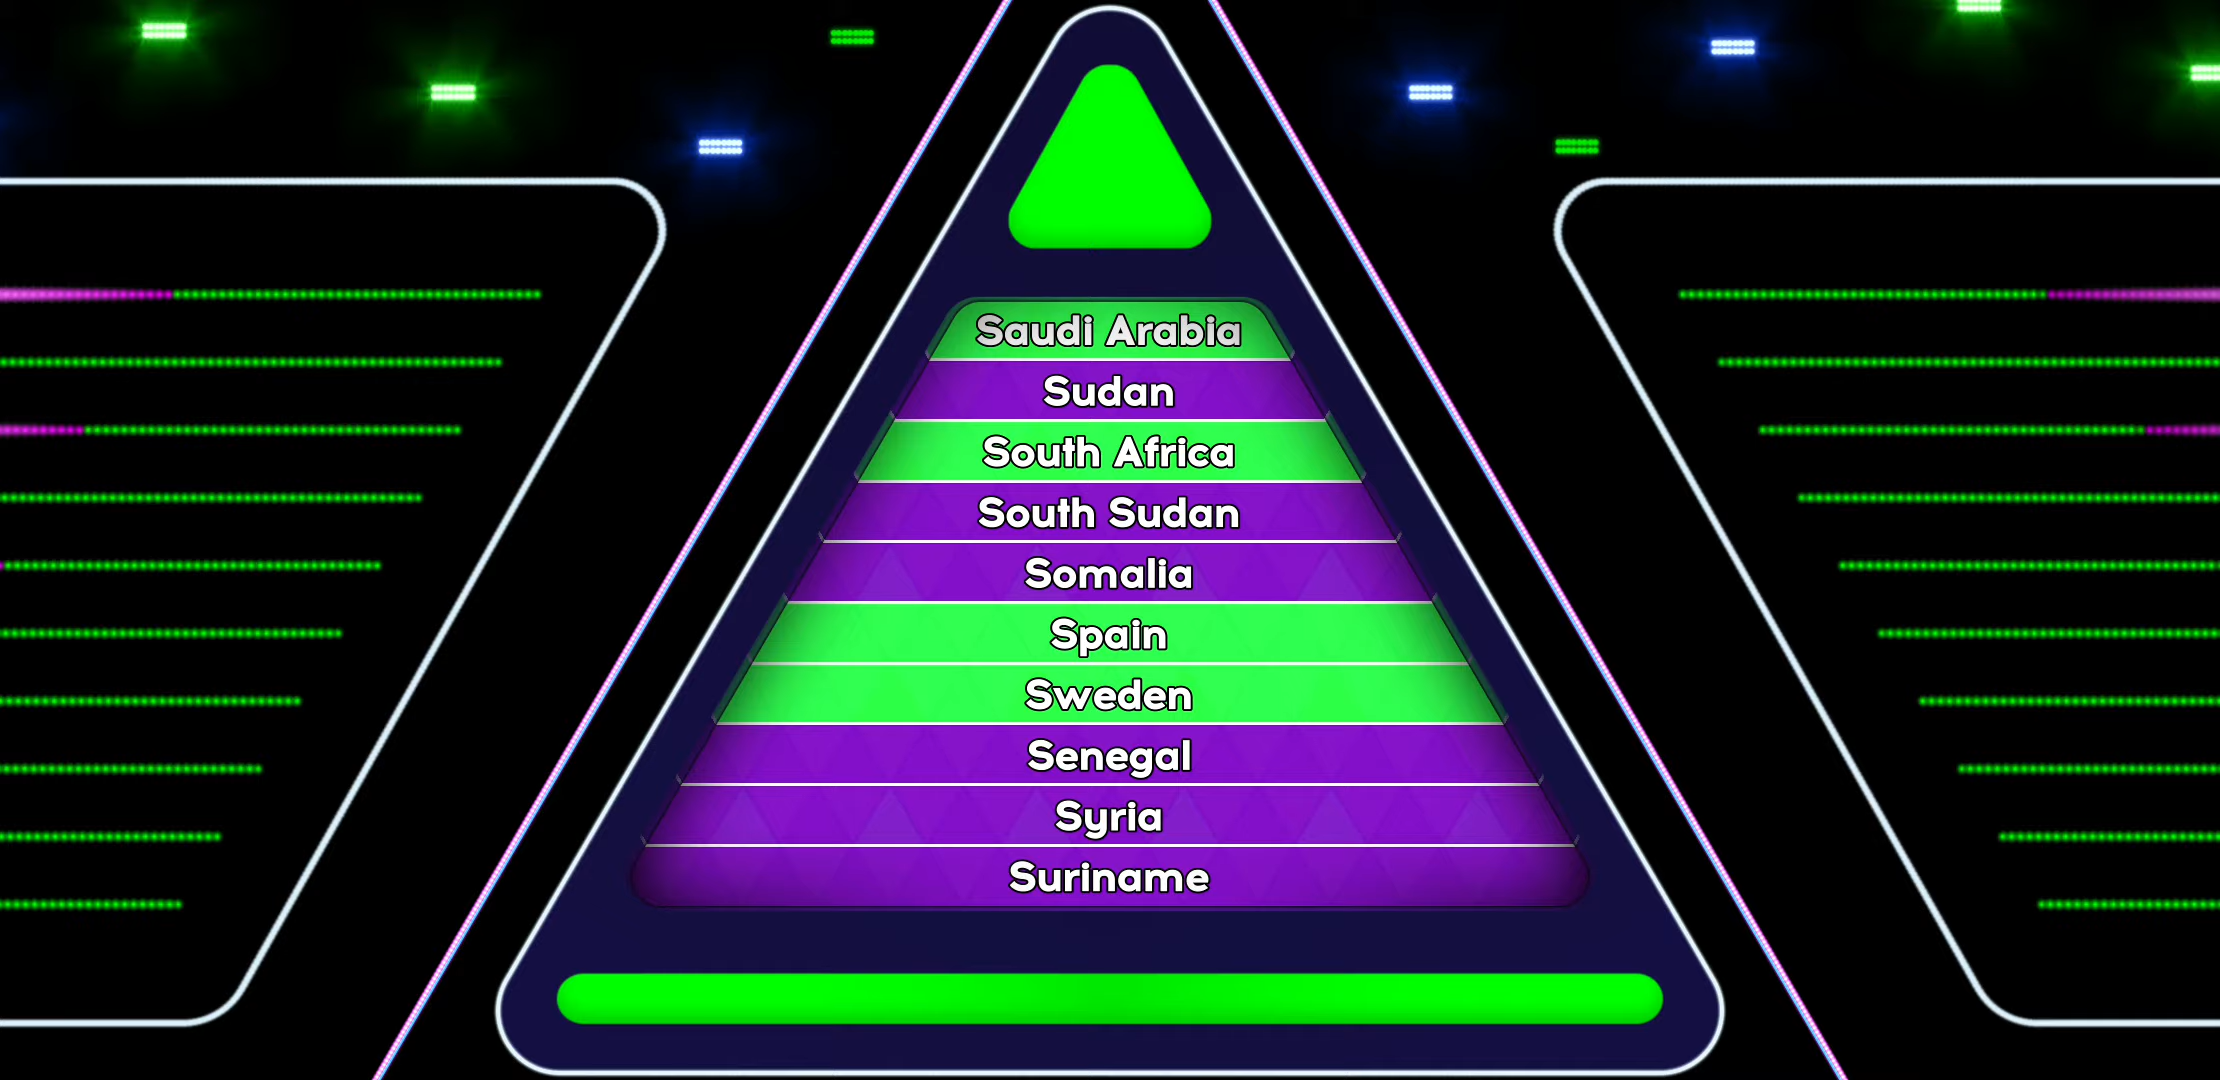 Saudi Arabia
Sudan
South Africa
South Sudan
Somalia
Spain
Sweden
Senegal
Syria
Suriname